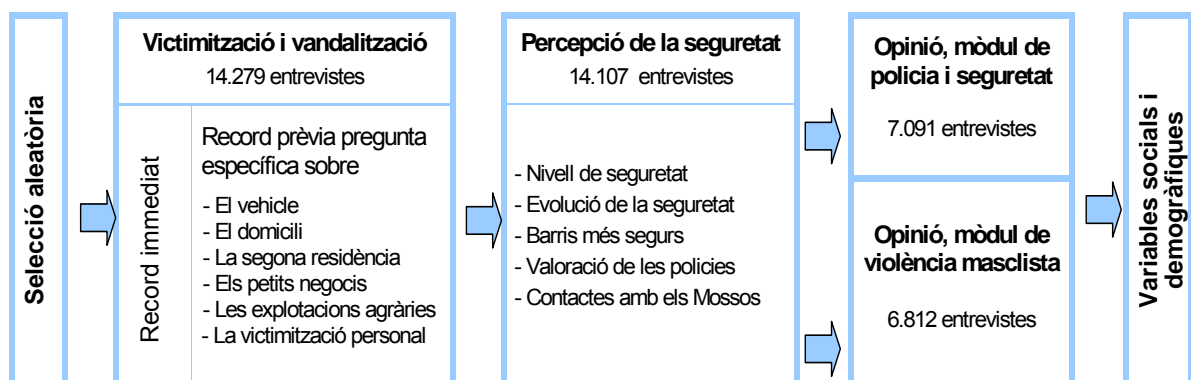 Selecció aleatòria
Victimització i vandalització
14.279 entrevistes
Record immediat
Record prèvia pregunta
específica sobre
- El vehicle
- El domicili
- La segona residència
- Els petits negocis
- Les explotacions agràries
- La victimització personal
Percepció de la seguretat
14.107 entrevistes
- Nivell de seguretat
- Evolució de la seguretat
- Barris més segurs
- Valoració de les policies
- Contactes amb els Mossos
Opinió, mòdul de
policia i seguretat
7.091 entrevistes
Opinió, mòdul de
violència masclista
6.812 entrevistes
Variables socials i
demogràfiques